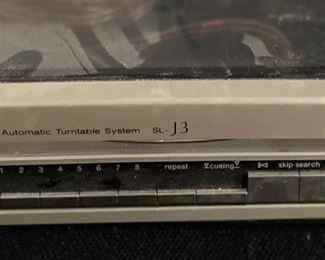 Automatic Turntable System SL-J3
1 2 3 4 5 6 7 8 repeat cueing skip·search